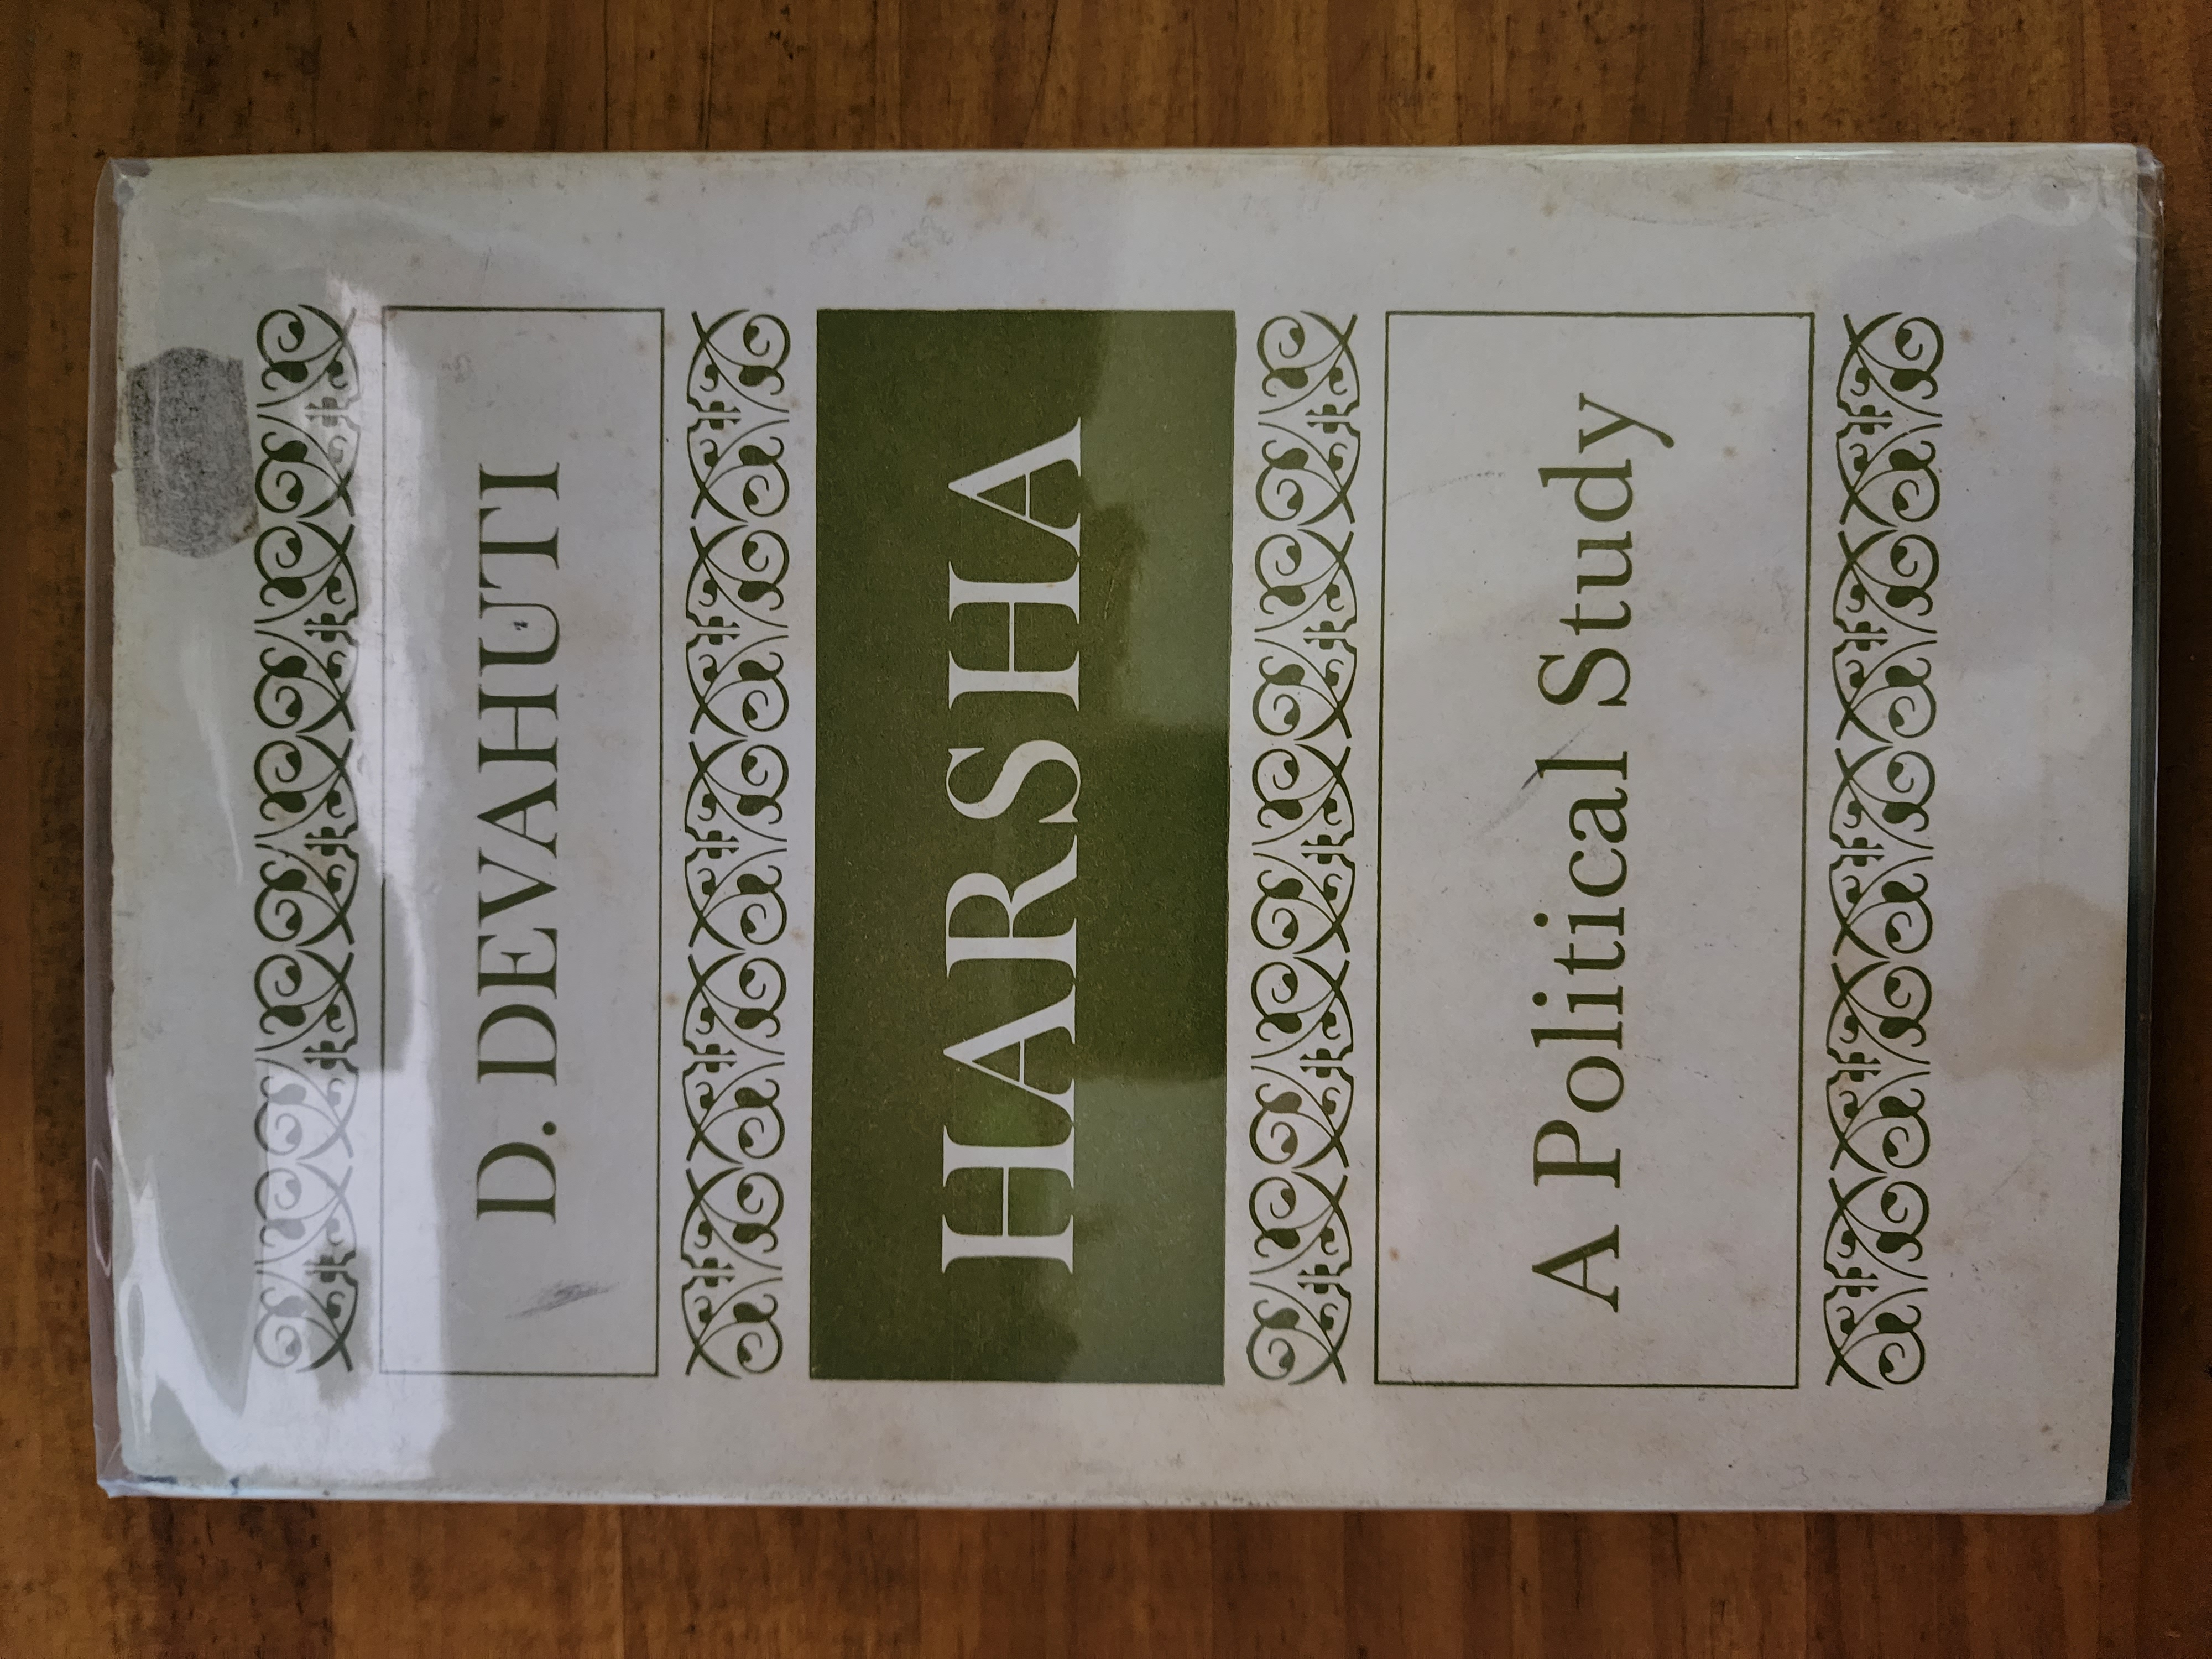 D. DEVAHUTI
HARSHA
A Political Study